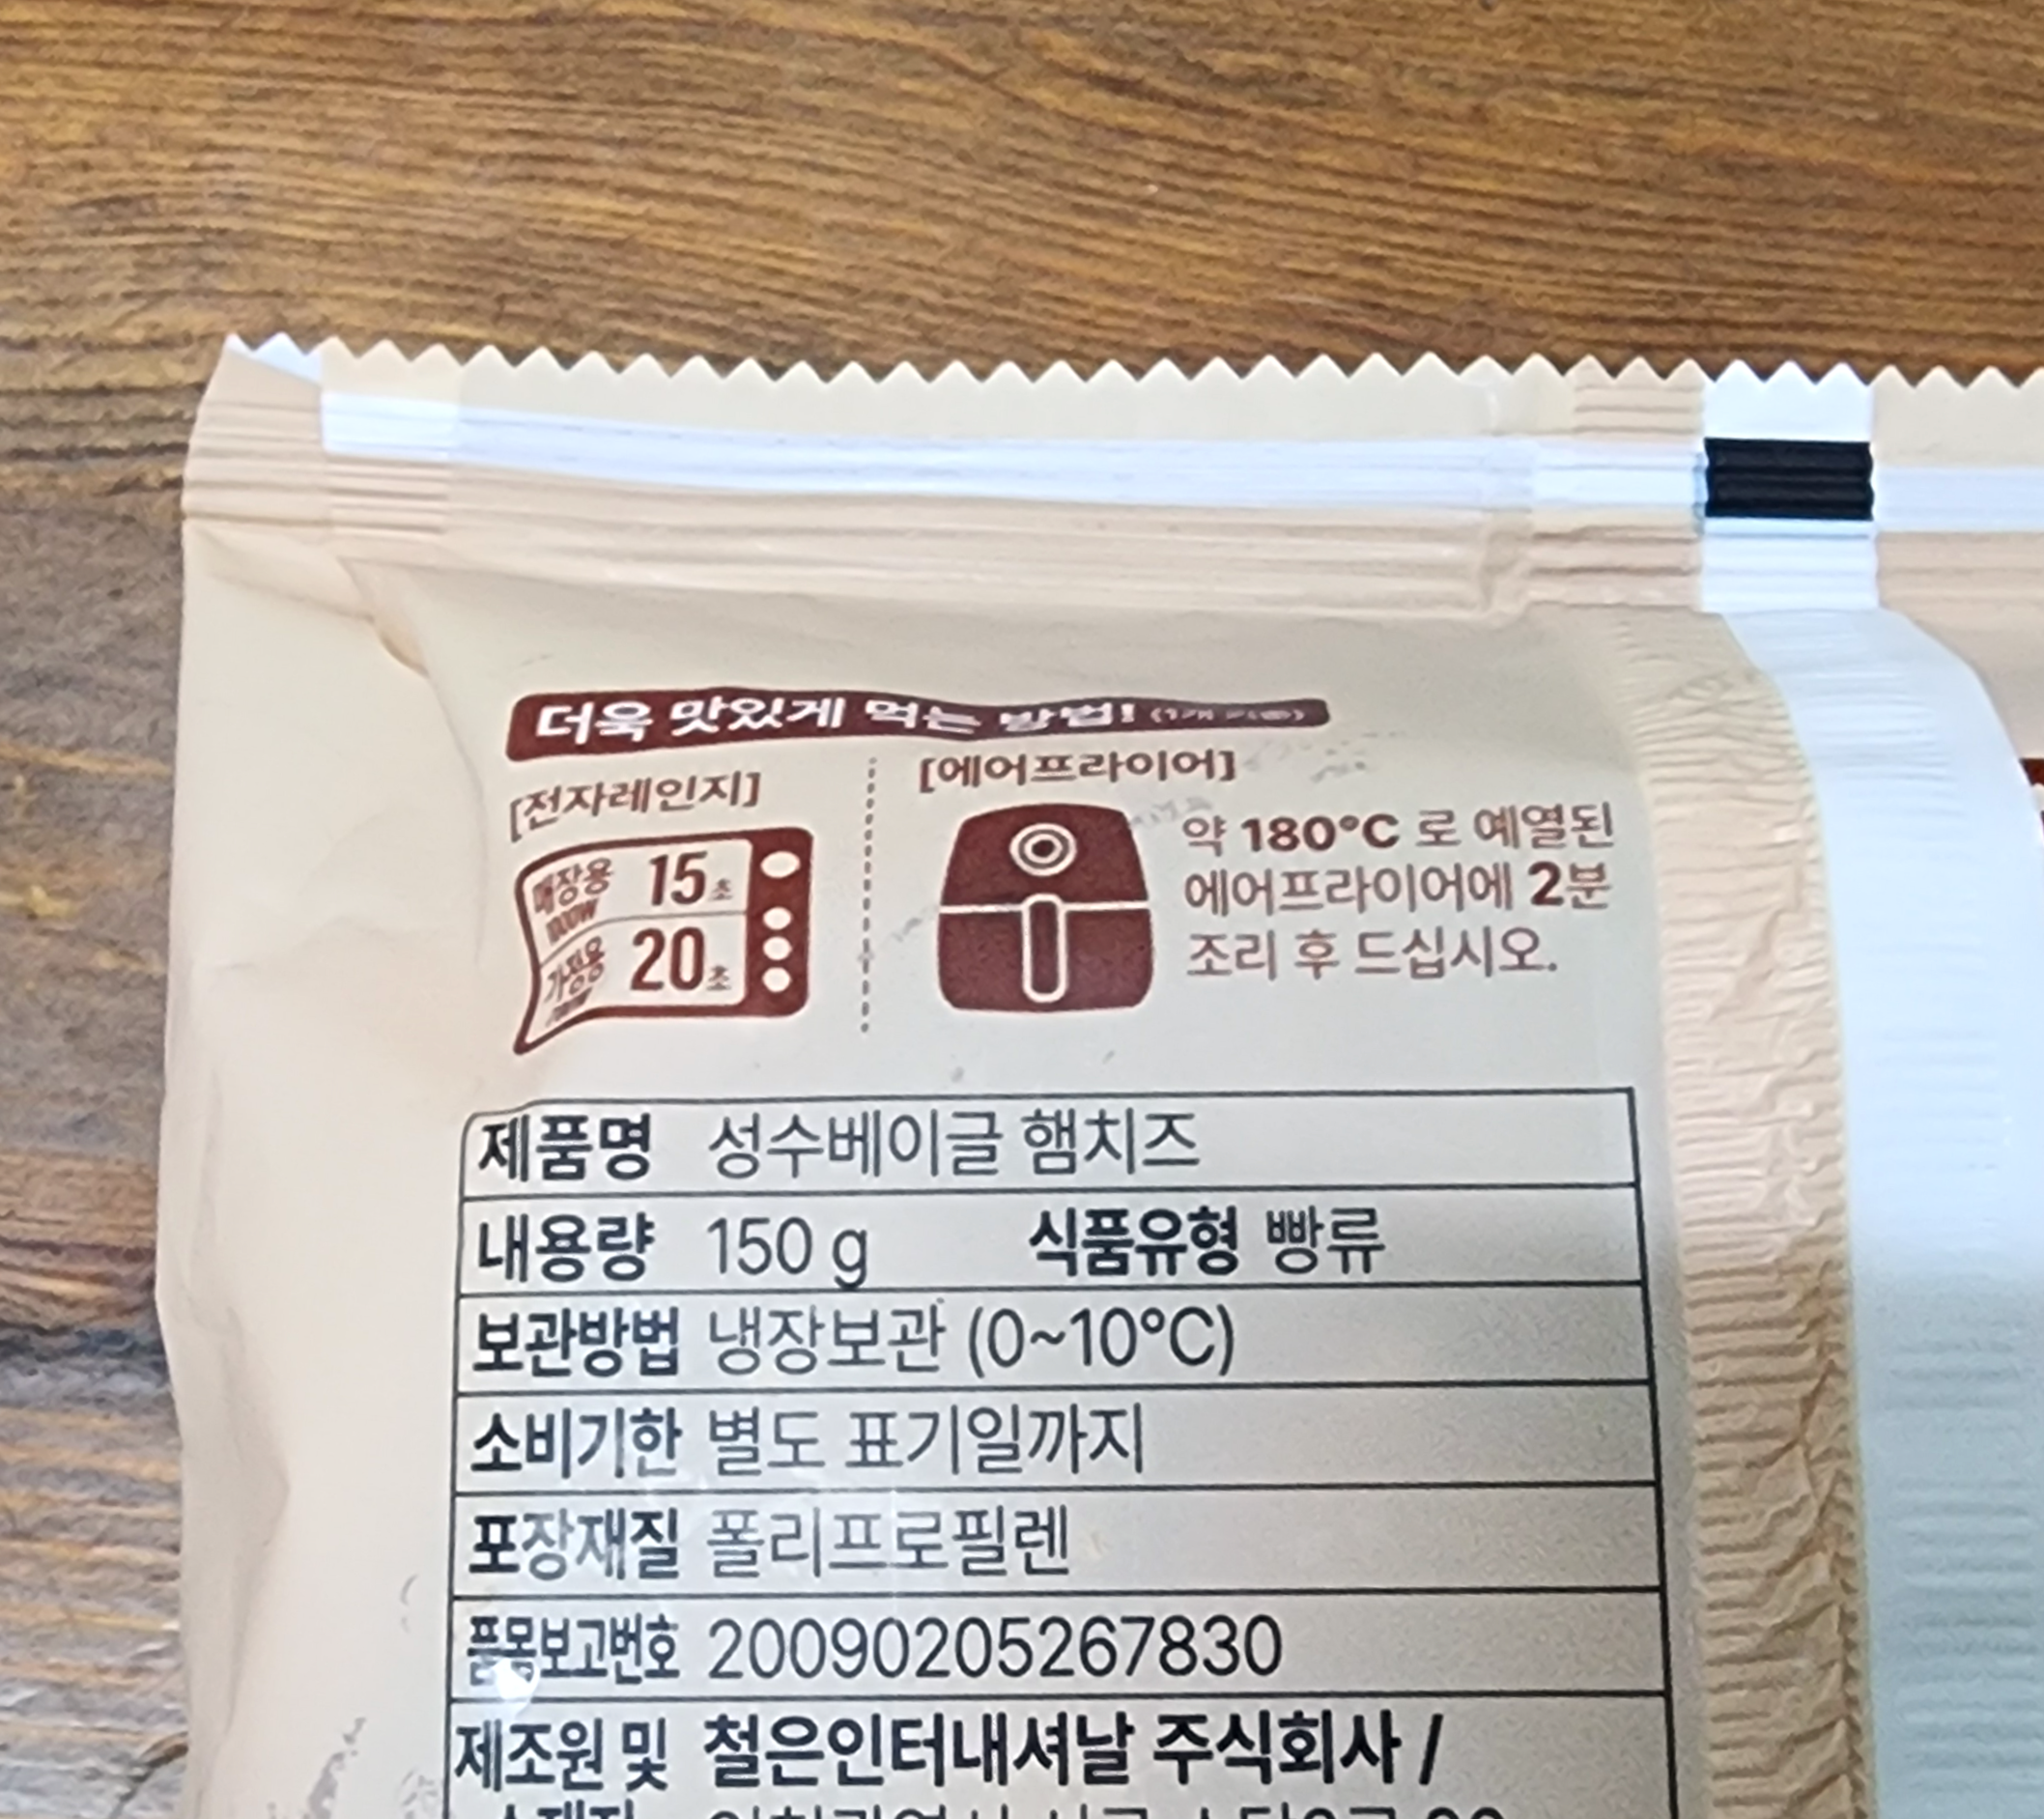 더욱 맛있게 먹는 방법!
[전자레인지]
매장용 15초
1000W
가정용 20초
[에어프라이어]
약 180℃ 로 예열된
에어프라이어에 2분
조리 후 드십시오.
제품명 성수베이글 햄치즈
내용량 150 g 식품유형 빵류
보관방법 냉장보관 (0~10℃)
소비기한 별도 표기일까지
포장재질 폴리프로필렌
품목보고번호 20090205267830
제조원 및 철은인터내셔날 주식회사 /